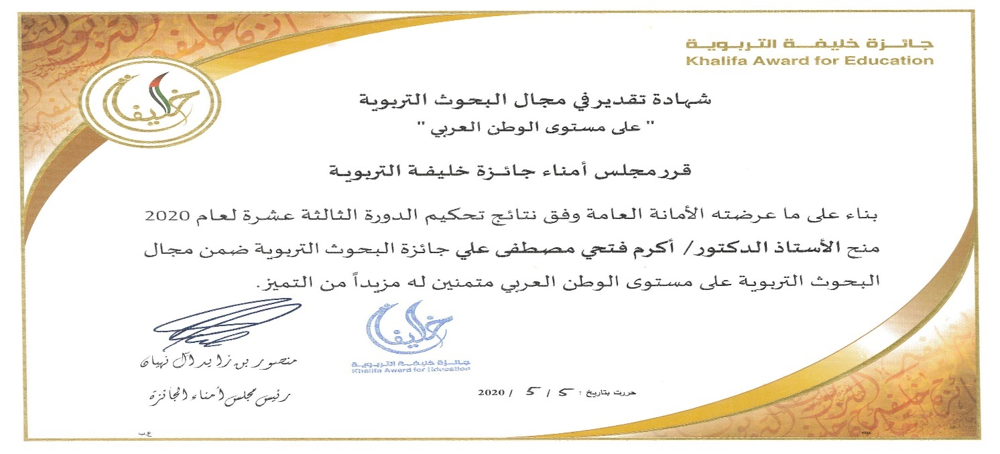 جائزة خليفة التربوية
Khalifa Award for Education
خليفة
شهادة تقدير في مجال البحوث التربوية
" على مستوى الوطن العربي "
قرر مجلس أمناء جائزة خليفة التربوية
بناء على ما عرضته الأمانة العامة وفق نتائج تحكيم الدورة الثالثة عشرة لعام 2020
منح الأستاذ الدكتور/ أكرم فتحي مصطفى علي جائزة البحوث التربوية ضمن مجال
البحوث التربوية على مستوى الوطن العربي متمنين له مزيداً من التميز.
خليفة
جائزة خليفة التربوية
Khalifa Award for Education
منصور بن زايد آل نهيان
رئيس مجلس أمناء الجائزة
حررت بتاريخ : 5 / 5 / 2020
ع.ب